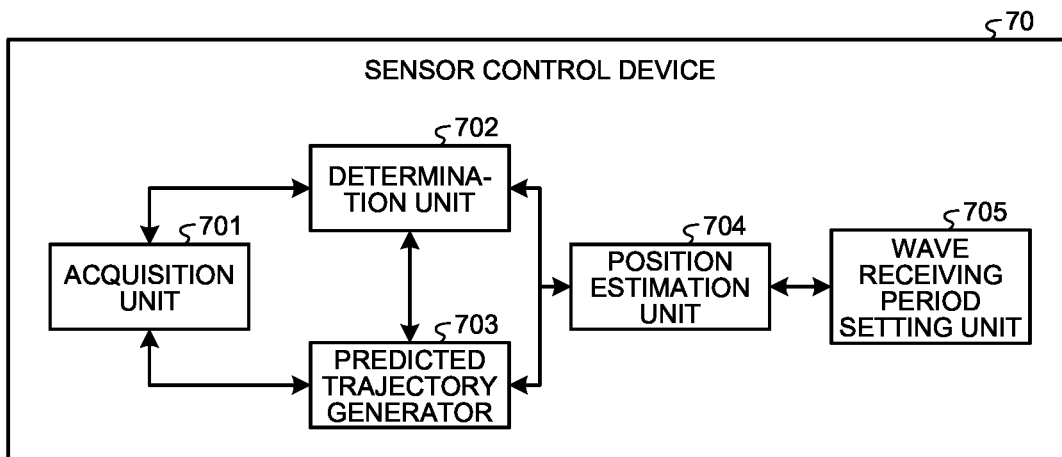 70
SENSOR CONTROL DEVICE
702
DETERMINA-
TION UNIT
701
ACQUISITION
UNIT
703
PREDICTED
TRAJECTORY
GENERATOR
704
POSITION
ESTIMATION
UNIT
705
WAVE
RECEIVING
PERIOD
SETTING UNIT